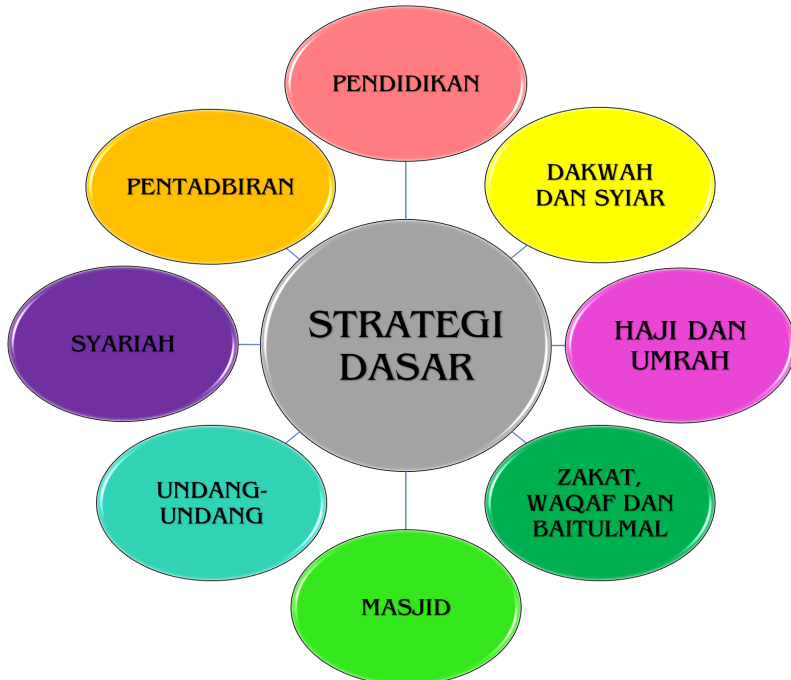 PENDIDIKAN
DAKWAH
DAN SYIAR
HAJI DAN
UMRAH
ZAKAT,
WAQAF DAN
BAITULMAL
MASJID
UNDANG-
UNDANG
SYARIAH
PENTADBIRAN
STRATEGI
DASAR